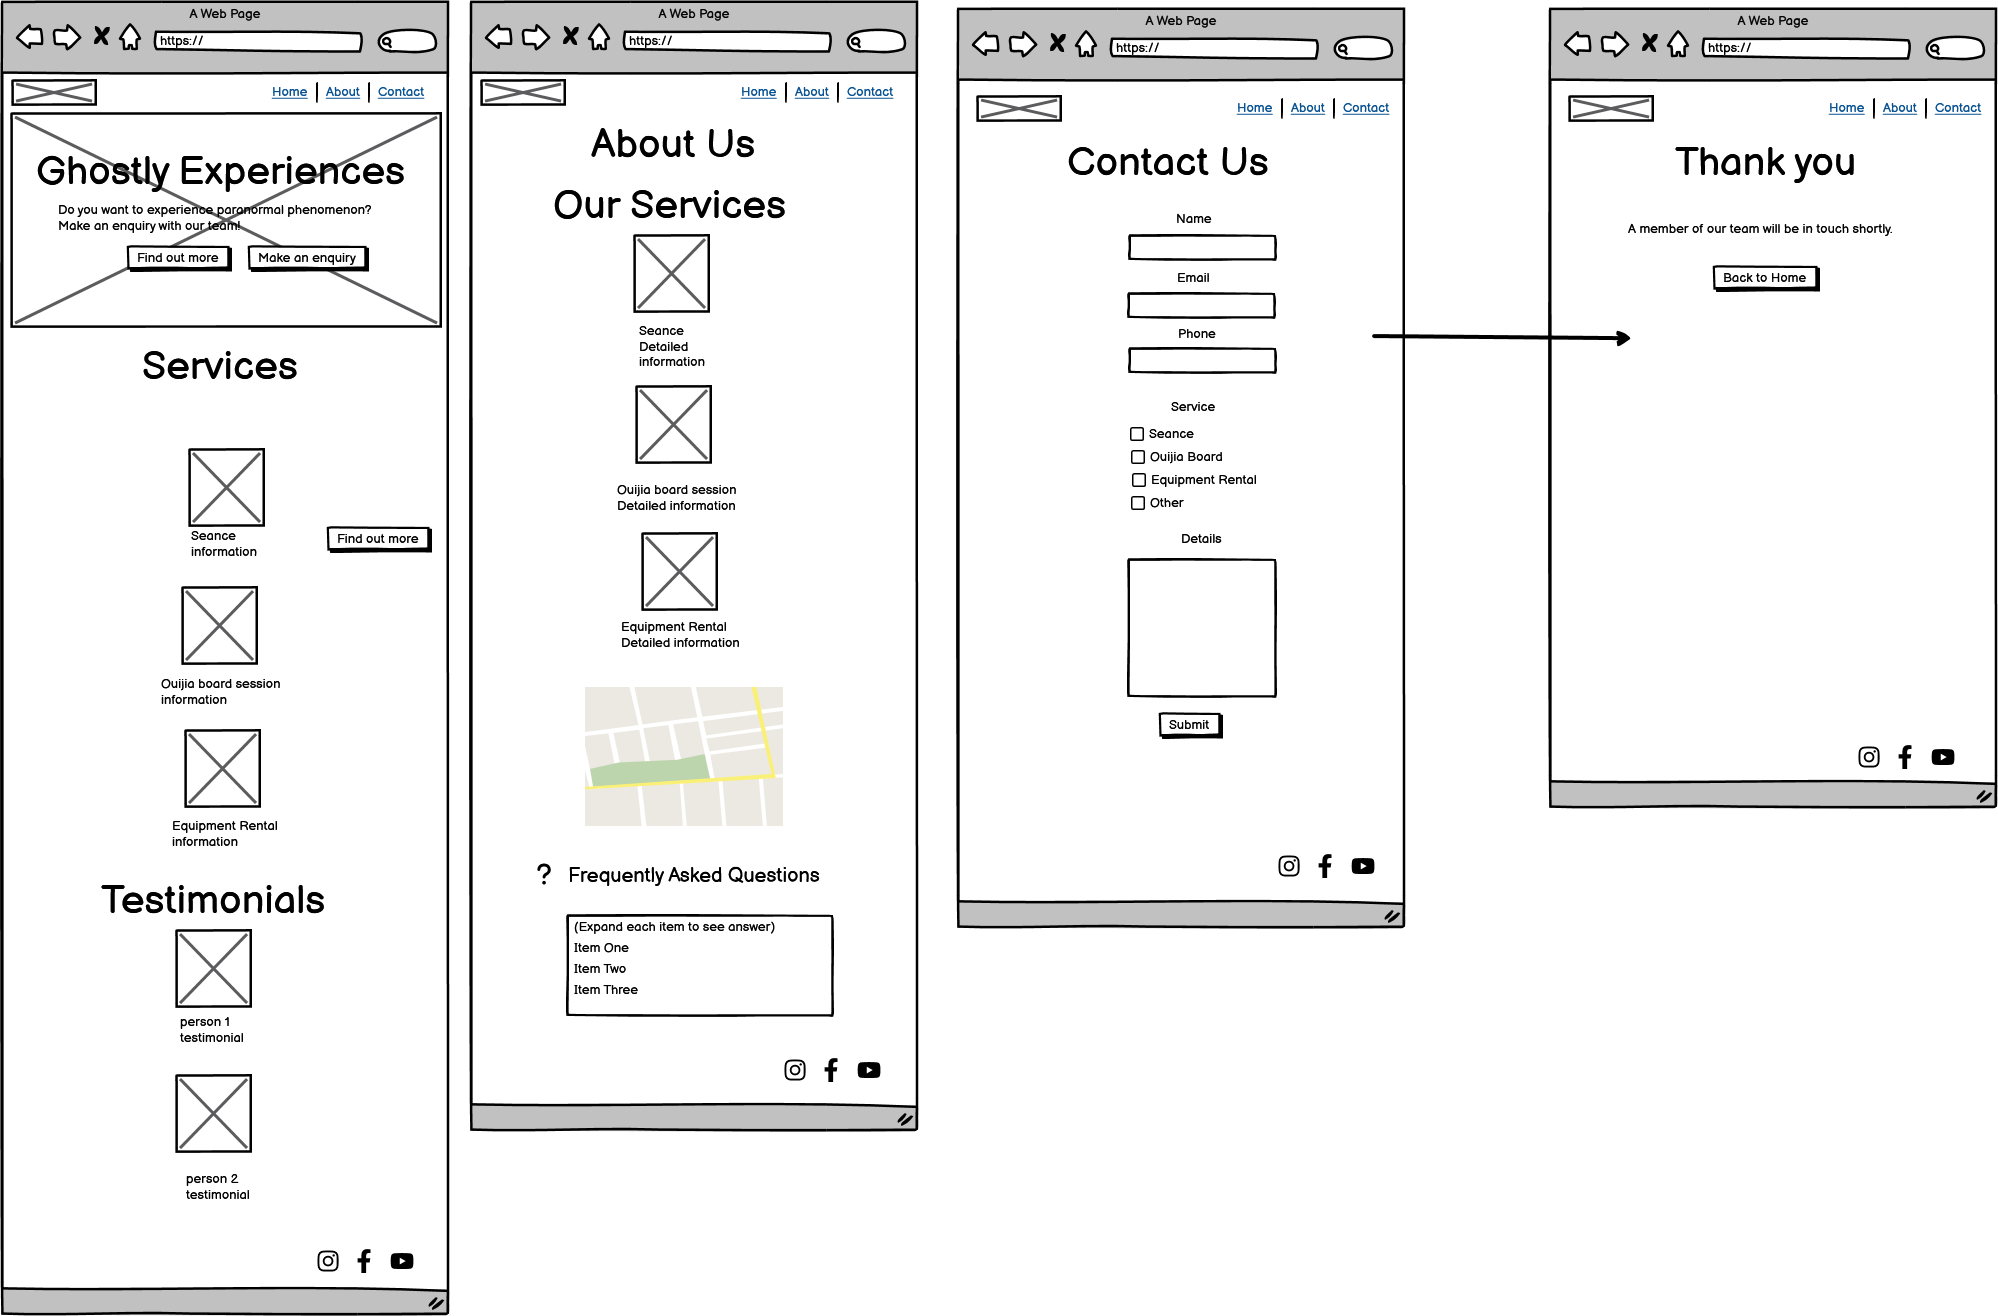 A Web Page
https://
Home | About | Contact
Ghostly Experiences
Do you want to experience paranormal phenomenon?
Make an enquiry with our team!
Find out more
Make an enquiry
Services
Seance
information
Find out more
Ouijia board session
information
Equipment Rental
information
Testimonials
person 1
testimonial
person 2
testimonial
A Web Page
https://
Home | About | Contact
About Us
Our Services
Seance
Detailed
information
Ouijia board session
Detailed information
Equipment Rental
Detailed information
? Frequently Asked Questions
(Expand each item to see answer)
Item One
Item Two
Item Three
A Web Page
https://
Home | About | Contact
Contact Us
Name
Email
Phone
Service
Seance
Ouijia Board
Equipment Rental
Other
Details
Submit
A Web Page
https://
Home | About | Contact
Thank you
A member of our team will be in touch shortly.
Back to Home